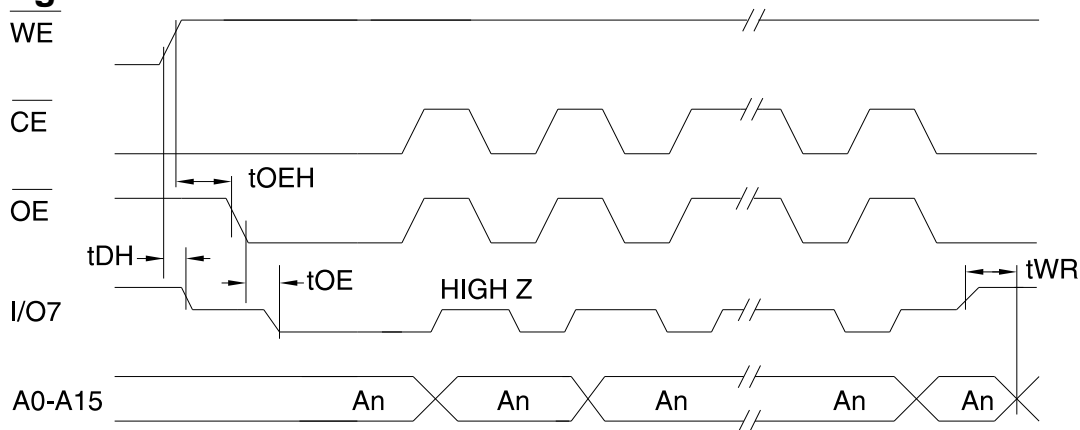 WE
CE
tOEH
OE
tDH
tOE
tWR
HIGH Z
I/O7
A0-A15
An An An An An